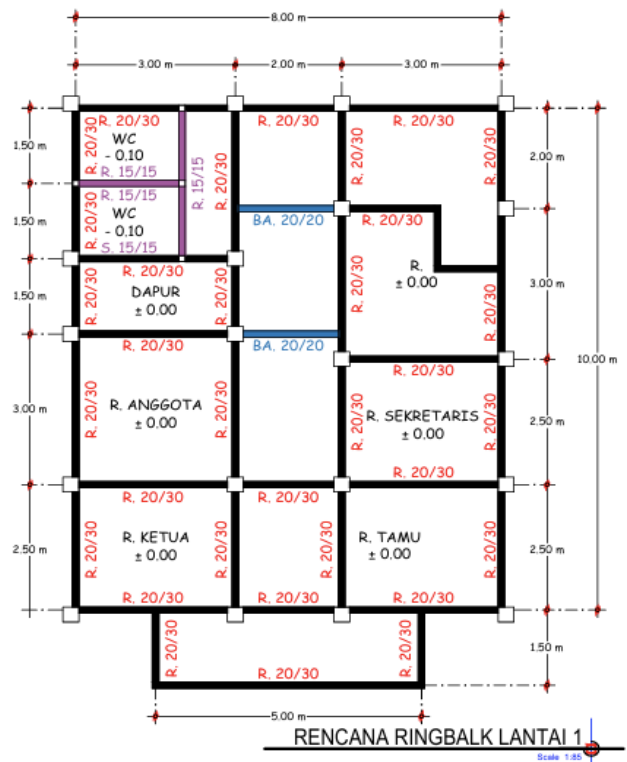 8.00 m
3.00 m
2.00 m
3.00 m
R. 20/30
R. 20/30
R. 20/30
1.50 m
R. 20/30
WC
- 0.10
R. 15/15
R. 15/15
R. 20/30
R. 20/30
R. 20/30
2.00 m
1.50 m
R. 20/30
R. 15/15
WC
- 0.10
S. 15/15
BA. 20/20
R. 20/30
R. 20/30
R.
± 0.00
R. 20/30
3.00 m
1.50 m
R. 20/30
R. 20/30
DAPUR
± 0.00
R. 20/30
R. 20/30
BA. 20/20
10.00 m
R. 20/30
3.00 m
R. 20/30
R. ANGGOTA
± 0.00
R. 20/30
R. 20/30
R. 20/30
R. SEKRETARIS
± 0.00
R. 20/30
2.50 m
R. 20/30
R. 20/30
R. 20/30
2.50 m
R. 20/30
R. KETUA
± 0.00
R. 20/30
R. 20/30
R. TAMU
± 0.00
R. 20/30
2.50 m
R. 20/30
R. 20/30
R. 20/30
R. 20/30
R. 20/30
R. 20/30
1.50 m
5.00 m
RENCANA RINGBALK LANTAI 1
Scale 1:85